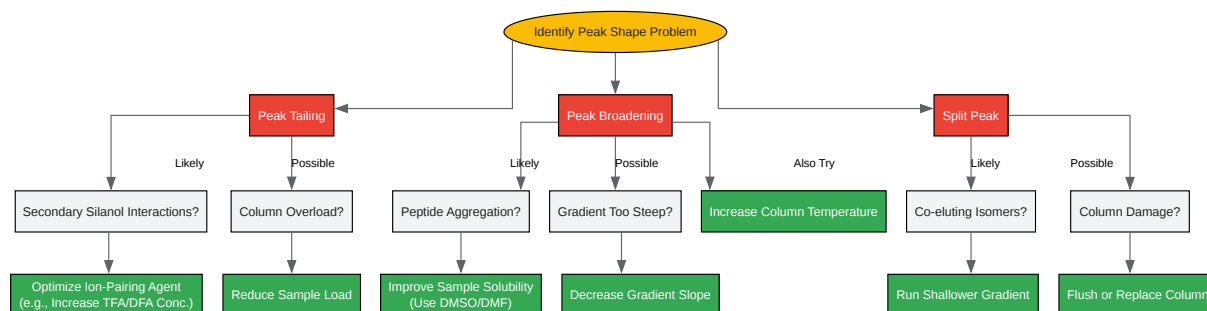 Identify Peak Shape Problem
Peak Tailing
Peak Broadening
Split Peak
Likely
Possible
Likely
Possible
Also Try
Likely
Possible
Secondary Silanol Interactions?
Column Overload?
Peptide Aggregation?
Gradient Too Steep?
Increase Column Temperature
Co-eluting Isomers?
Column Damage?
Optimize Ion-Pairing Agent
(e.g., Increase TFA/DFA Conc.)
Reduce Sample Load
Improve Sample Solubility
(Use DMSO/DMF)
Decrease Gradient Slope
Run Shallower Gradient
Flush or Replace Column